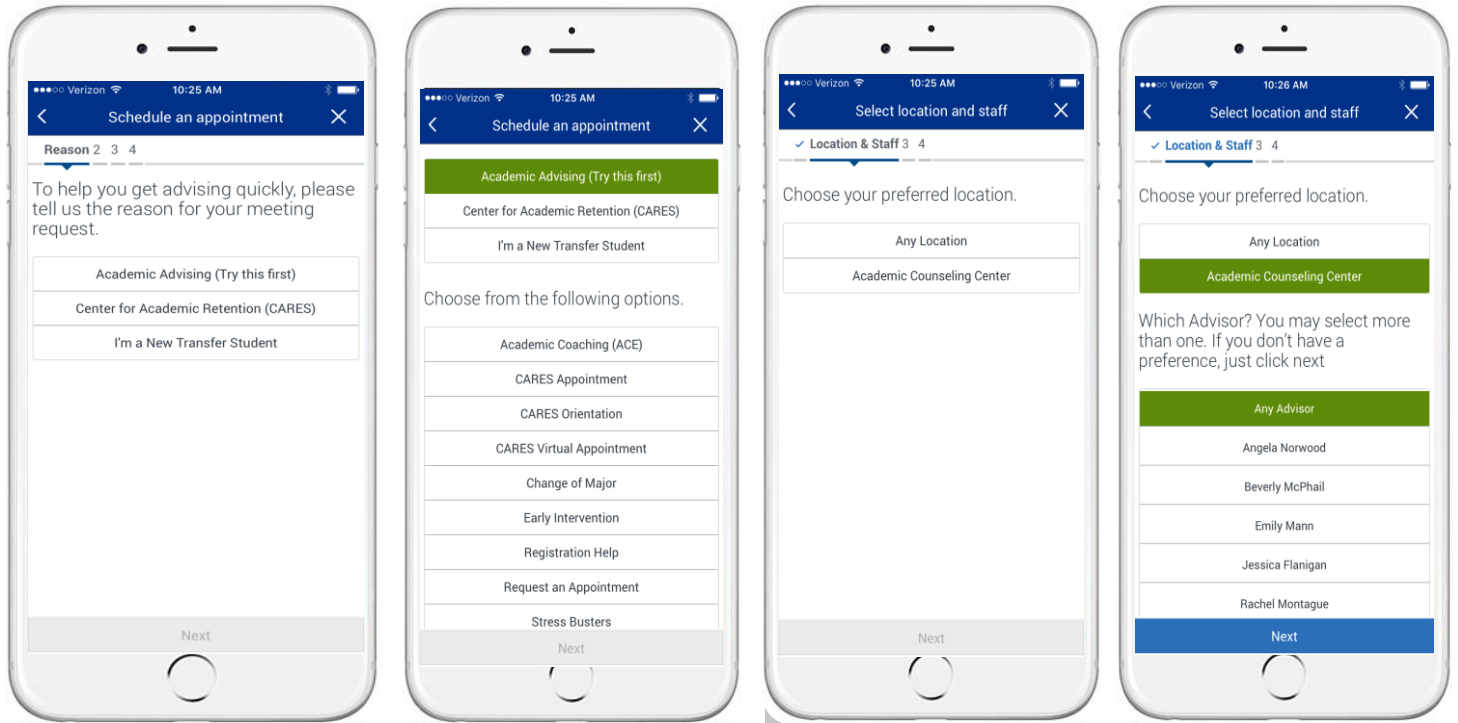 ●●●○○ Verizon 10:25 AM
Schedule an appointment
Reason 2 3 4
To help you get advising quickly, please
tell us the reason for your meeting
request.
Academic Advising (Try this first)
Center for Academic Retention (CARES)
I'm a New Transfer Student
Next
●●●○○ Verizon 10:25 AM
Schedule an appointment
Academic Advising (Try this first)
Center for Academic Retention (CARES)
I'm a New Transfer Student
Choose from the following options.
Academic Coaching (ACE)
CARES Appointment
CARES Orientation
CARES Virtual Appointment
Change of Major
Early Intervention
Registration Help
Request an Appointment
Stress Busters
Next
●●●○○ Verizon 10:25 AM
Select location and staff
✓ Location & Staff 3 4
Choose your preferred location.
Any Location
Academic Counseling Center
Next
●●●○○ Verizon 10:26 AM
Select location and staff
✓ Location & Staff 3 4
Choose your preferred location.
Any Location
Academic Counseling Center
Which Advisor? You may select more
than one. If you don't have a
preference, just click next
Any Advisor
Angela Norwood
Beverly McPhail
Emily Mann
Jessica Flanigan
Rachel Montague
Next